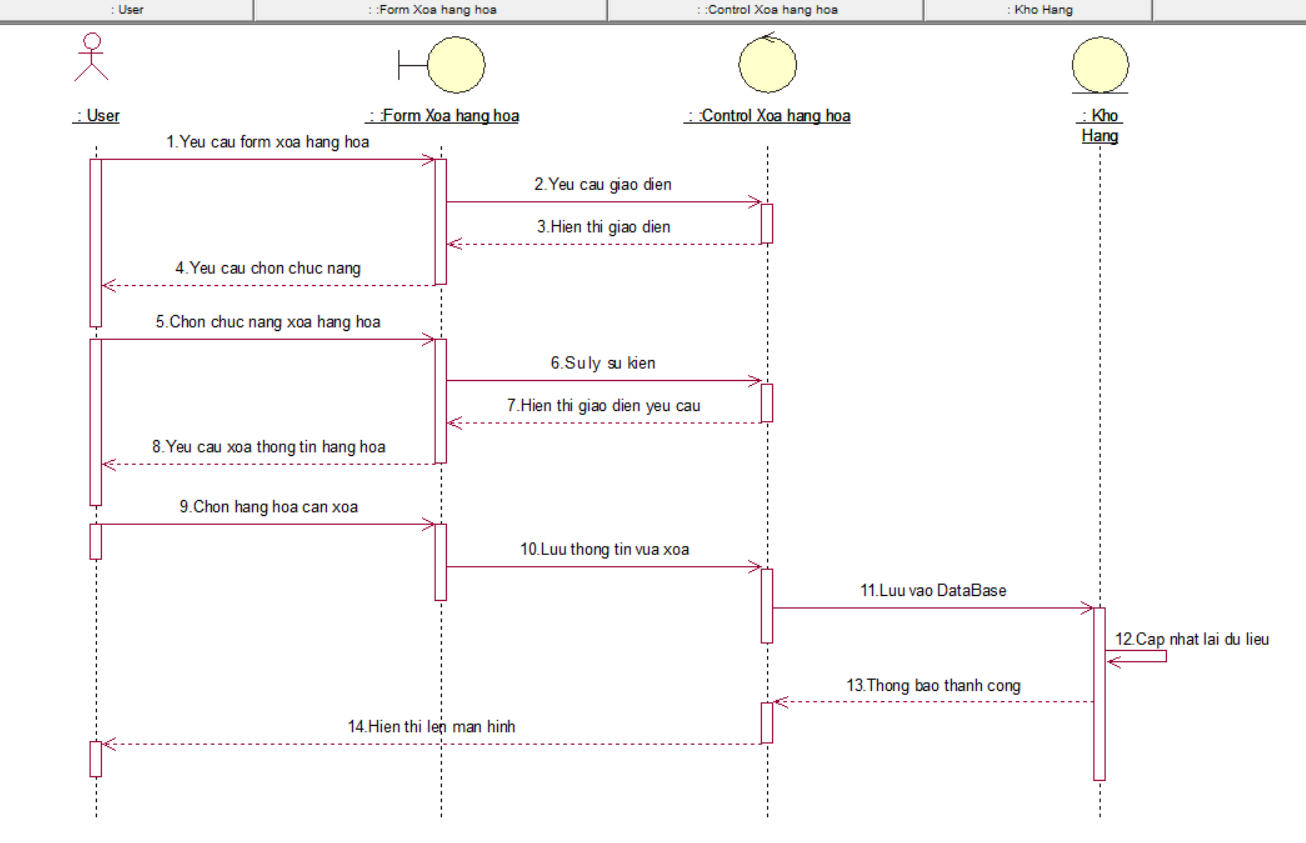 : User
: :Form Xoa hang hoa
: :Control Xoa hang hoa
: Kho Hang
: User
: :Form Xoa hang hoa
: :Control Xoa hang hoa
: Kho
Hang
1.Yeu cau form xoa hang hoa
2.Yeu cau giao dien
3.Hien thi giao dien
4.Yeu cau chon chuc nang
5.Chon chuc nang xoa hang hoa
6.Su ly su kien
7.Hien thi giao dien yeu cau
8.Yeu cau xoa thong tin hang hoa
9.Chon hang hoa can xoa
10.Luu thong tin vua xoa
11.Luu vao DataBase
12.Cap nhat lai du lieu
13.Thong bao thanh cong
14.Hien thi len man hinh